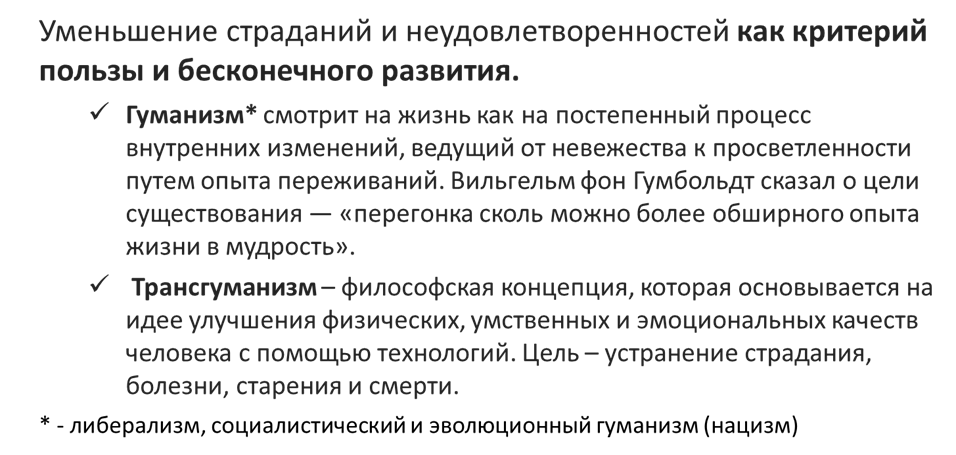 Уменьшение страданий и неудовлетворенностей как критерий
пользы и бесконечного развития.
✓ Гуманизм* смотрит на жизнь как на постепенный процесс
внутренних изменений, ведущий от невежества к просветленности
путем опыта переживаний. Вильгельм фон Гумбольдт сказал о цели
существования — «перегонка сколь можно более обширного опыта
жизни в мудрость».
✓ Трансгуманизм – философская концепция, которая основывается на
идее улучшения физических, умственных и эмоциональных качеств
человека с помощью технологий. Цель – устранение страдания,
болезни, старения и смерти.
* - либерализм, социалистический и эволюционный гуманизм (нацизм)